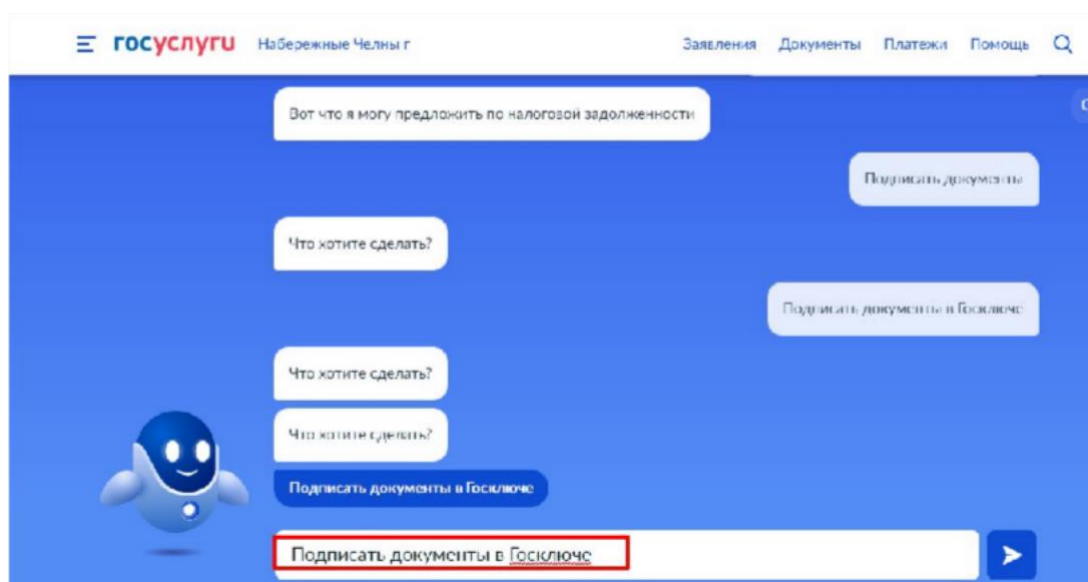 госуслуги Набережные Челны г Заявления Документы Платежи Помощь
Вот что я могу предложить по налоговой задолженности
Подписать документы
Что хотите сделать?
Подписать документы в Госключе
Что хотите сделать?
Что хотите сделать?
Подписать документы в Госключе
Подписать документы в Госключе